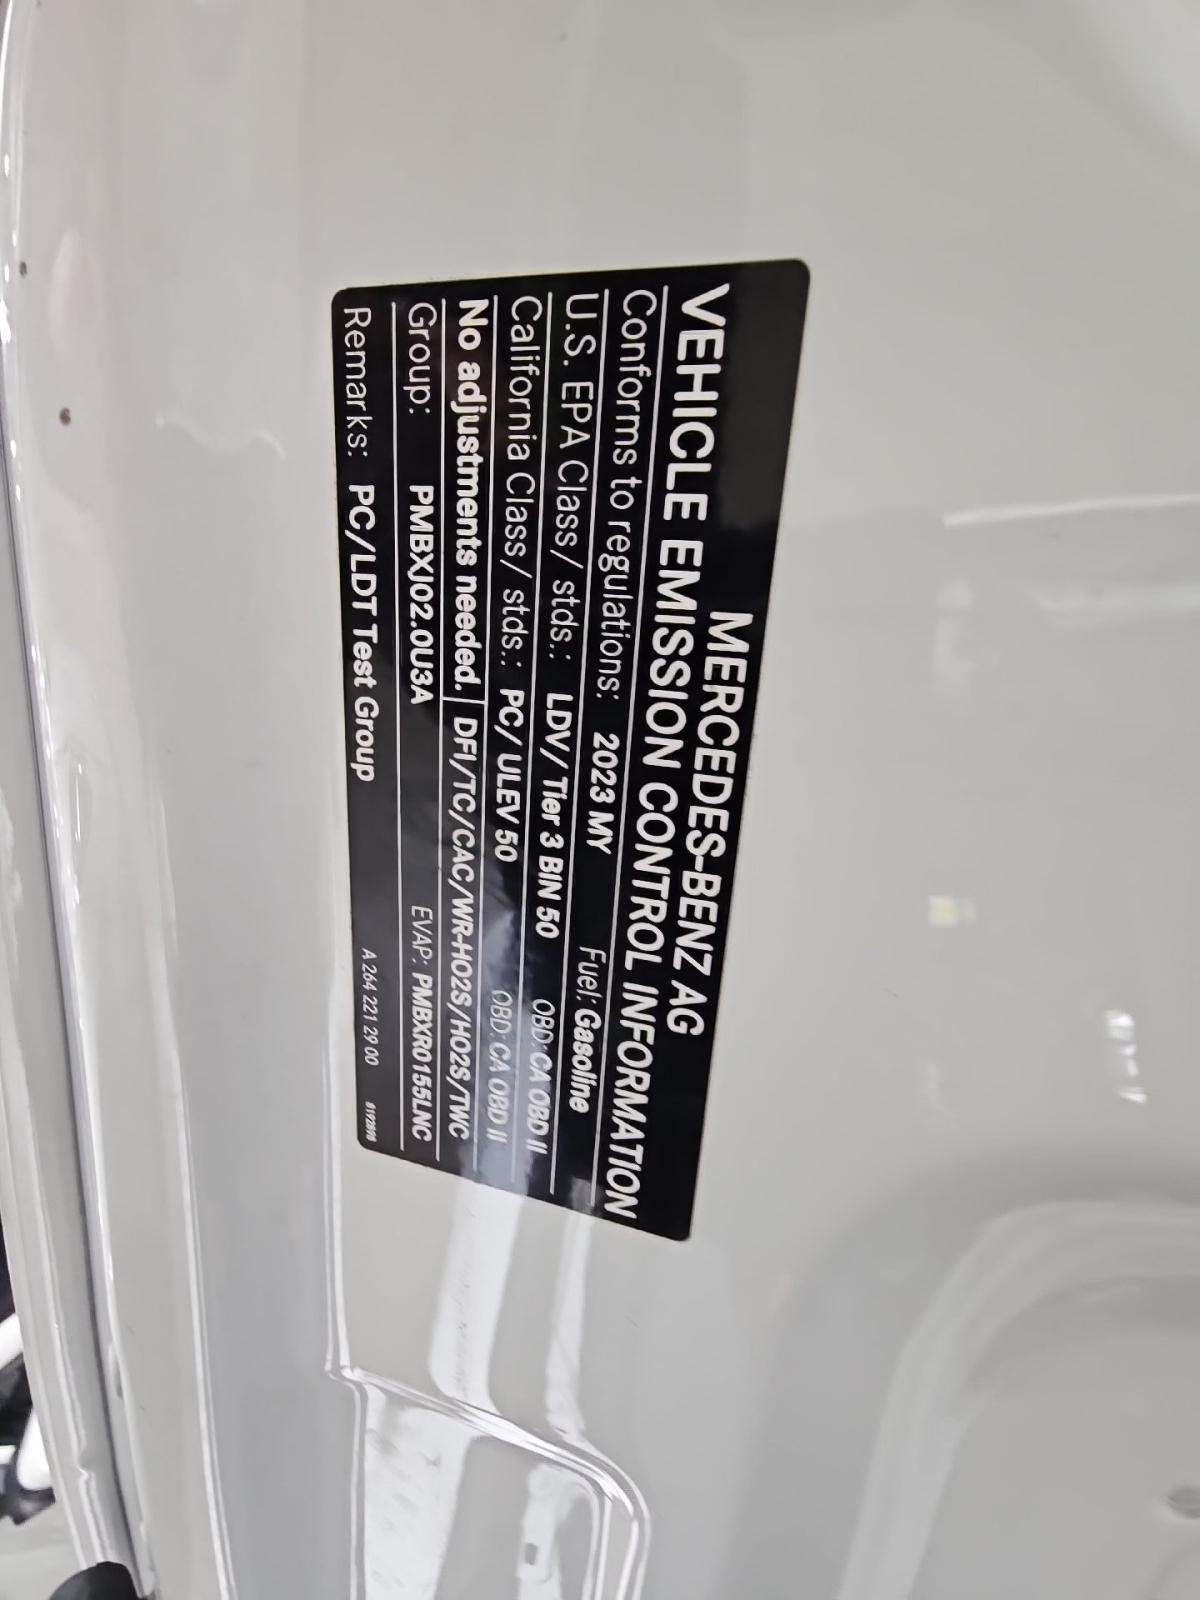 MERCEDES-BENZ AG
VEHICLE EMISSION CONTROL INFORMATION
Conforms to regulations: 2023 MY Fuel: Gasoline
U.S. EPA Class/ stds.: LDV/ Tier 3 BIN 50 OBD: CA OBD II
California Class/ stds.: PC/ ULEV 50 OBD: CA OBD II
No adjustments needed. DFI/TC/CAC/WR-HO2S/HO2S/TWC
Group: PMBXJ02.0U3A EVAP: PMBXR0155LNC
Remarks: PC/LDT Test Group A 264 221 29 00